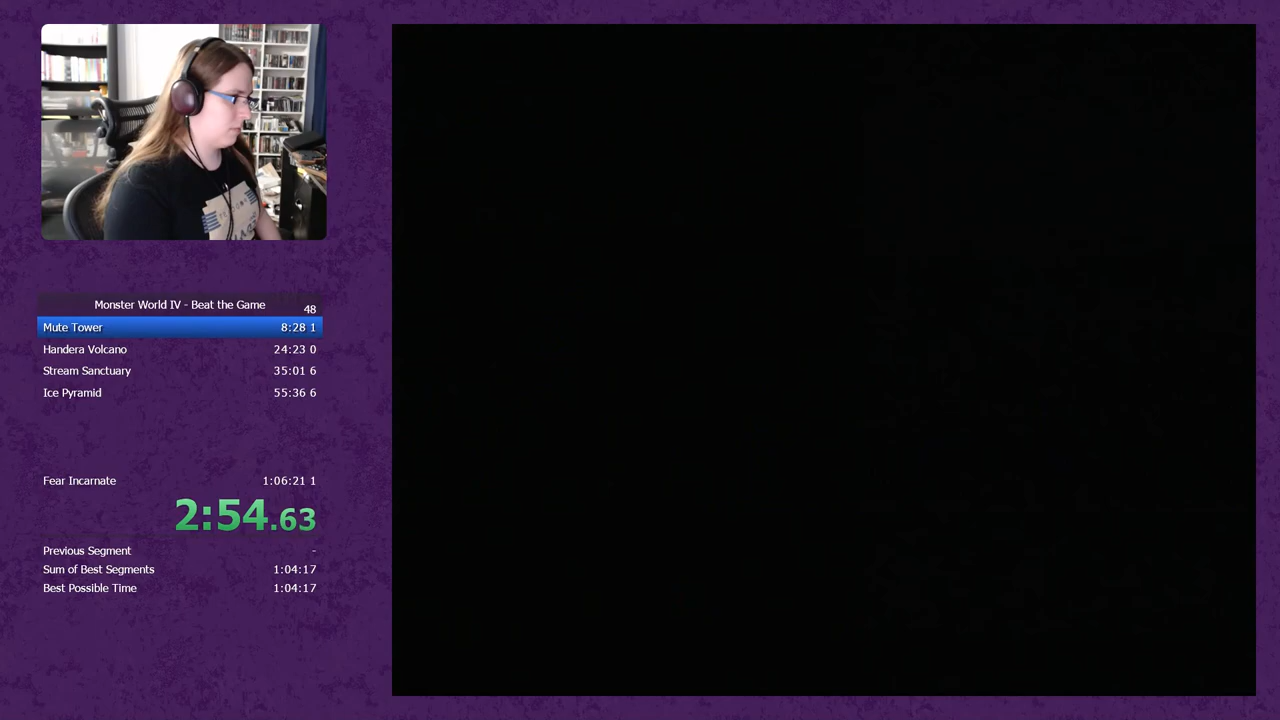 Monster World IV - Beat the Game
48
Mute Tower 8:28 1
Handera Volcano 24:23 0
Stream Sanctuary 35:01 6
Ice Pyramid 55:36 6
Fear Incarnate 1:06:21 1
2:54.63
Previous Segment -
Sum of Best Segments 1:04:17
Best Possible Time 1:04:17